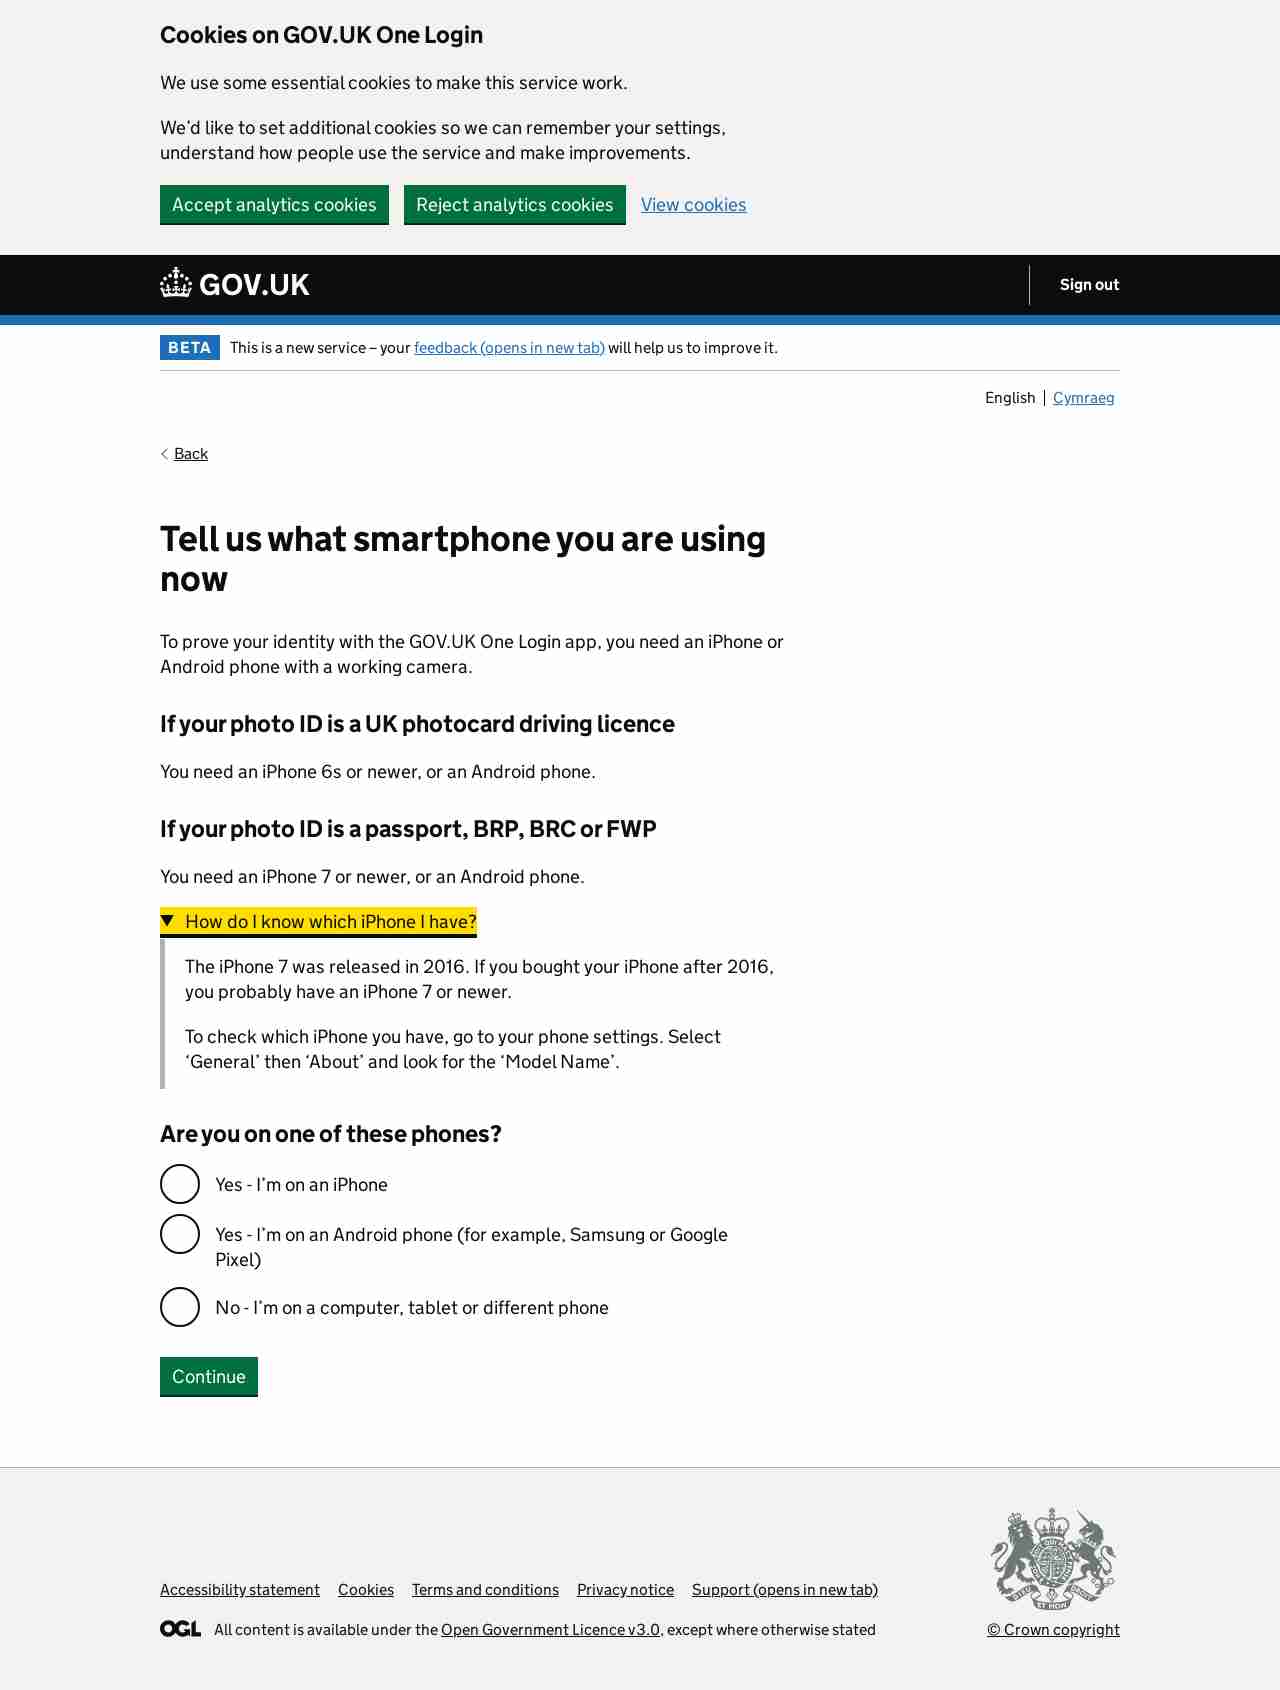 Cookies on GOV.UK One Login
We use some essential cookies to make this service work.
We’d like to set additional cookies so we can remember your settings,
understand how people use the service and make improvements.
Accept analytics cookies
Reject analytics cookies
View cookies
GOV.UK
Sign out
BETA
This is a new service – your feedback (opens in new tab) will help us to improve it.
English
Cymraeg
Back
Tell us what smartphone you are using
now
To prove your identity with the GOV.UK One Login app, you need an iPhone or
Android phone with a working camera.
If your photo ID is a UK photocard driving licence
You need an iPhone 6s or newer, or an Android phone.
If your photo ID is a passport, BRP, BRC or FWP
You need an iPhone 7 or newer, or an Android phone.
How do I know which iPhone I have?
The iPhone 7 was released in 2016. If you bought your iPhone after 2016,
you probably have an iPhone 7 or newer.
To check which iPhone you have, go to your phone settings. Select
‘General’ then ‘About’ and look for the ‘Model Name’.
Are you on one of these phones?
Yes - I’m on an iPhone
Yes - I’m on an Android phone (for example, Samsung or Google
Pixel)
No - I’m on a computer, tablet or different phone
Continue
Accessibility statement
Cookies
Terms and conditions
Privacy notice
Support (opens in new tab)
OGL
All content is available under the Open Government Licence v3.0, except where otherwise stated
© Crown copyright